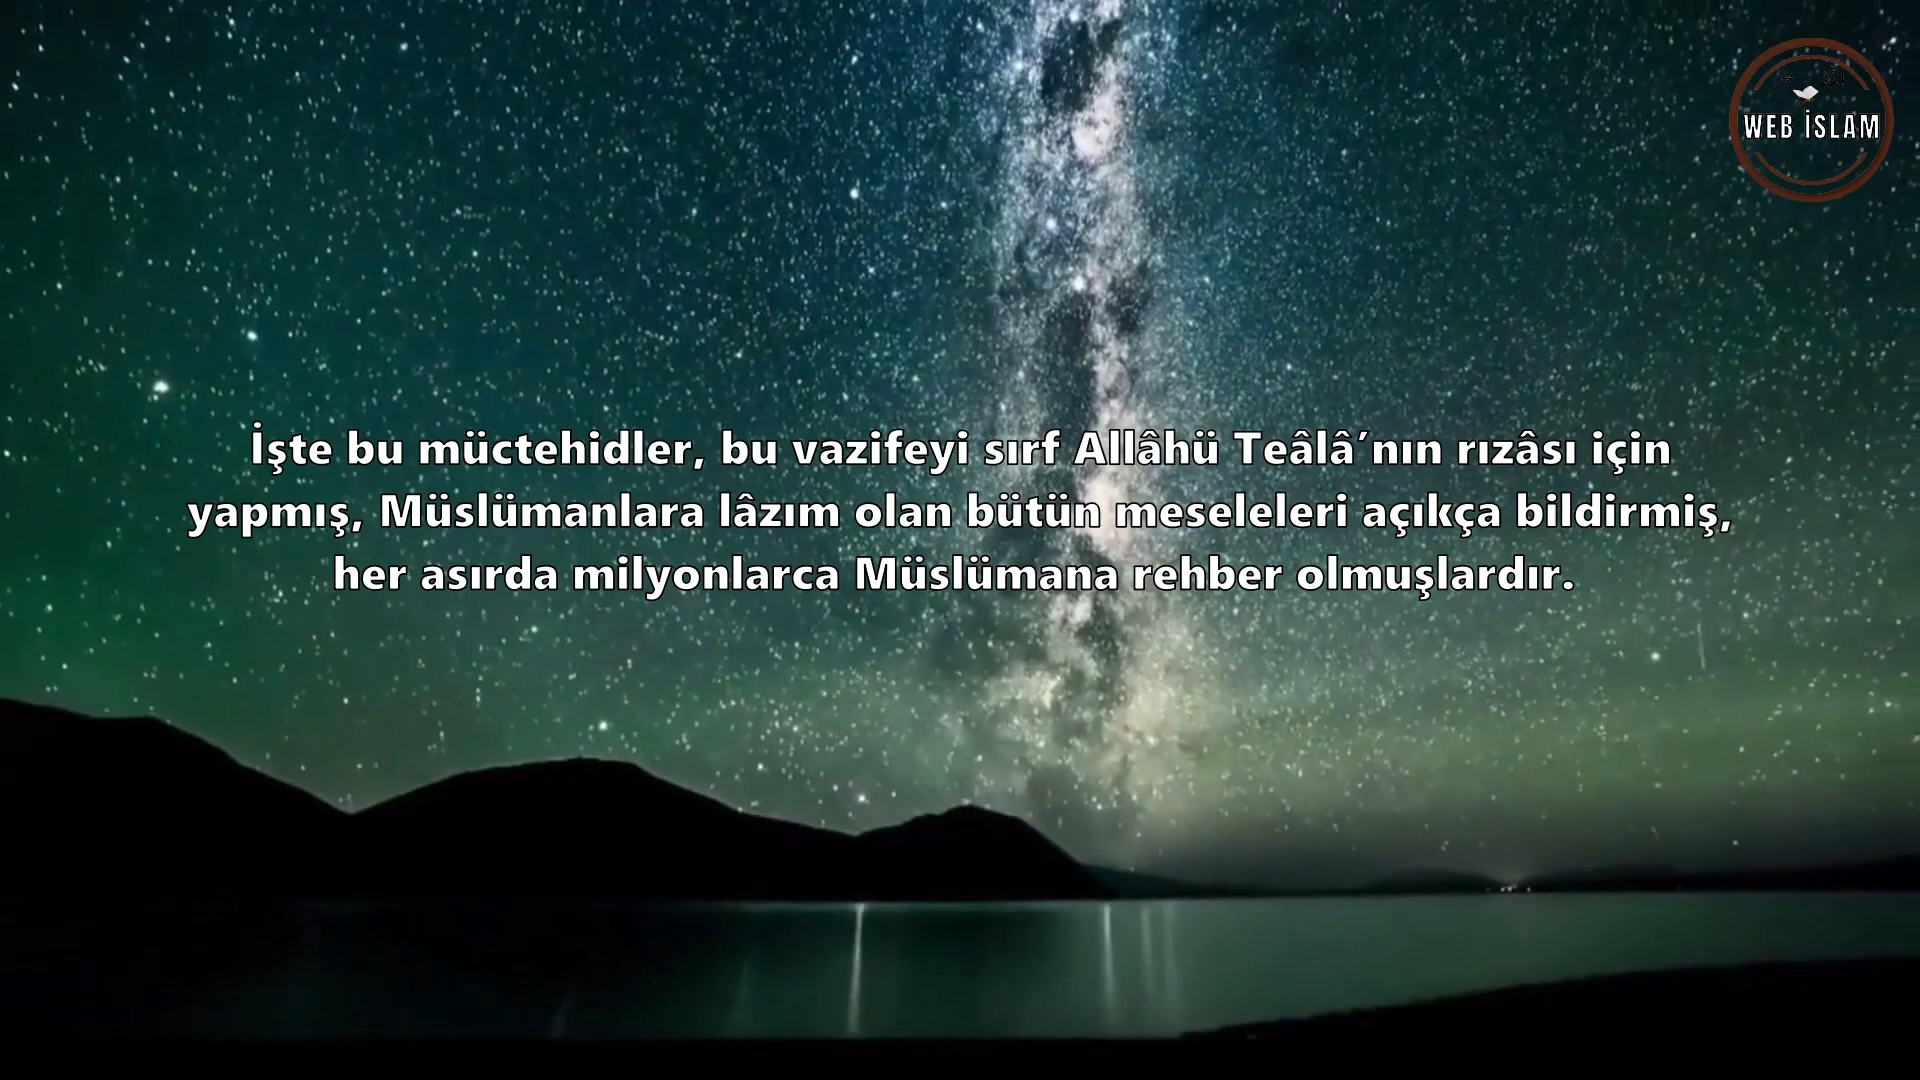 WEB İSLAM
İşte bu müctehidler, bu vazifeyi sırf Allâhü Teâlâ’nın rızâsı için
yapmış, Müslümanlara lâzım olan bütün meseleleri açıkça bildirmiş,
her asırda milyonlarca Müslümana rehber olmuşlardır.